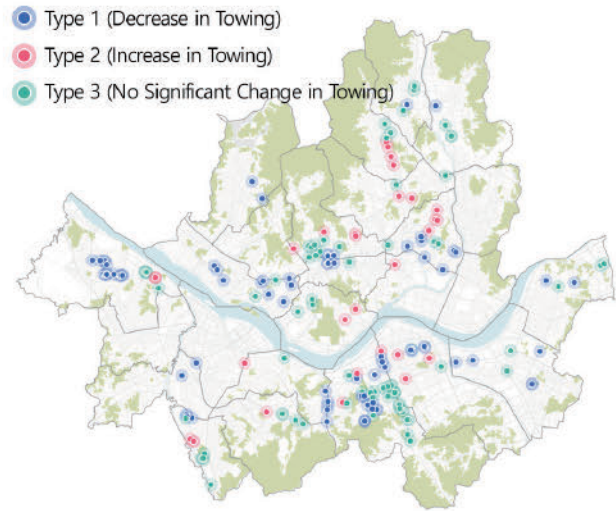 Type 1 (Decrease in Towing)
Type 2 (Increase in Towing)
Type 3 (No Significant Change in Towing)